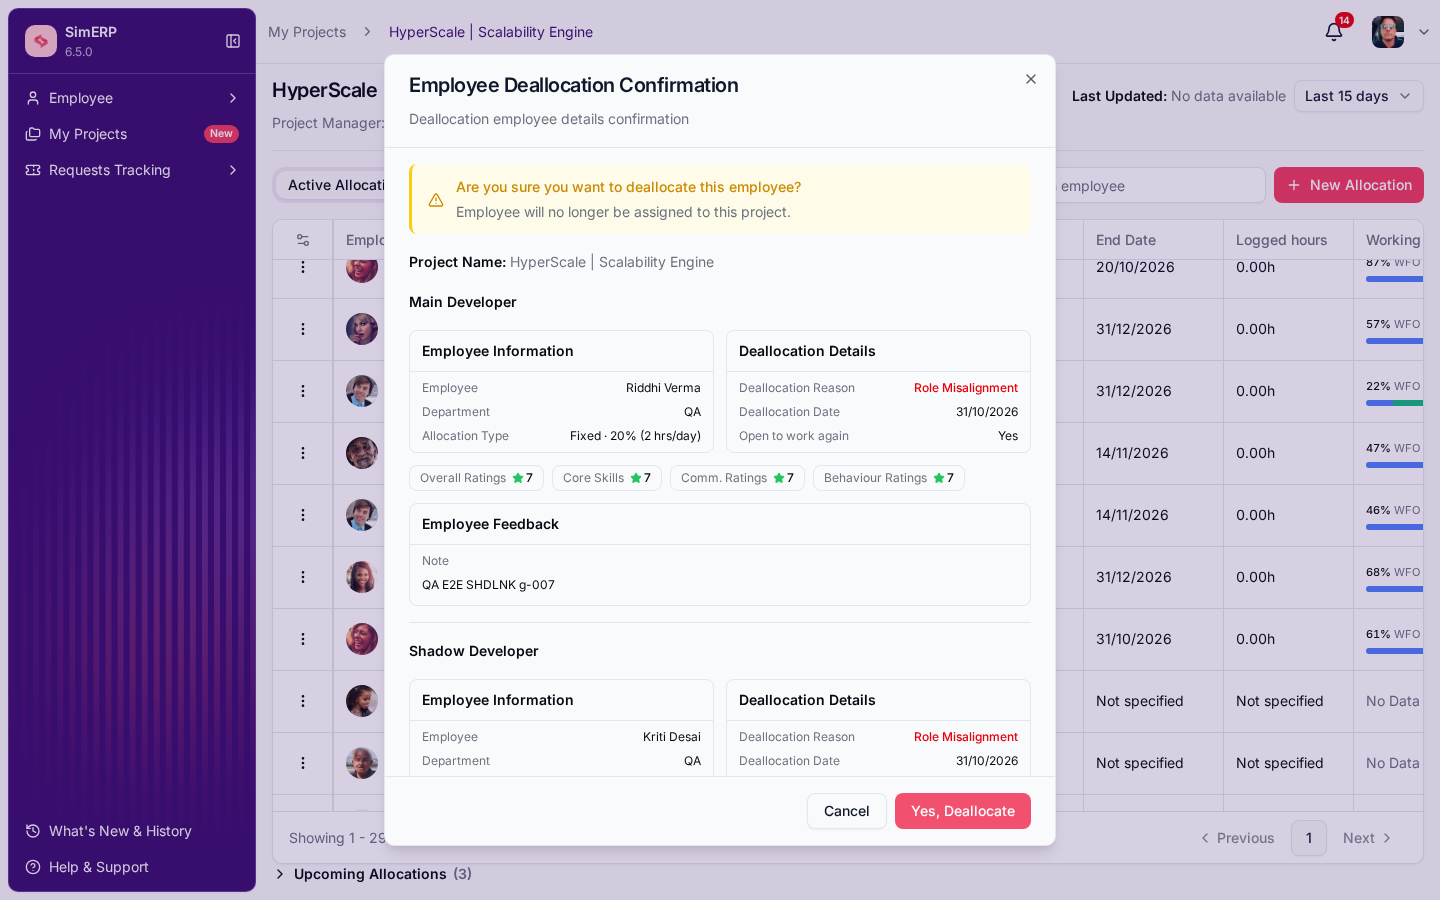 SimERP
6.5.0
Employee
My Projects
New
Requests Tracking
What's New & History
Help & Support
My Projects
HyperScale | Scalability Engine
14
HyperScale
Project Manager:
Last Updated: No data available
Last 15 days
employee
New Allocation
End Date
Logged hours
Working
20/10/2026
0.00h
87% WFO
31/12/2026
0.00h
57% WFO
31/12/2026
0.00h
22% WFO
14/11/2026
0.00h
47% WFO
14/11/2026
0.00h
46% WFO
31/12/2026
0.00h
68% WFO
31/10/2026
0.00h
61% WFO
Not specified
Not specified
No Data
Not specified
Not specified
No Data
Showing 1 - 29
Previous
1
Next
Upcoming Allocations (3)
Employee Deallocation Confirmation
Deallocation employee details confirmation
Are you sure you want to deallocate this employee?
Employee will no longer be assigned to this project.
Project Name: HyperScale | Scalability Engine
Main Developer
Employee Information
Employee
Riddhi Verma
Department
QA
Allocation Type
Fixed · 20% (2 hrs/day)
Deallocation Details
Deallocation Reason
Role Misalignment
Deallocation Date
31/10/2026
Open to work again
Yes
Overall Ratings 7
Core Skills 7
Comm. Ratings 7
Behaviour Ratings 7
Employee Feedback
Note
QA E2E SHDLNK g-007
Shadow Developer
Employee Information
Employee
Kriti Desai
Department
QA
Deallocation Details
Deallocation Reason
Role Misalignment
Deallocation Date
31/10/2026
Cancel
Yes, Deallocate